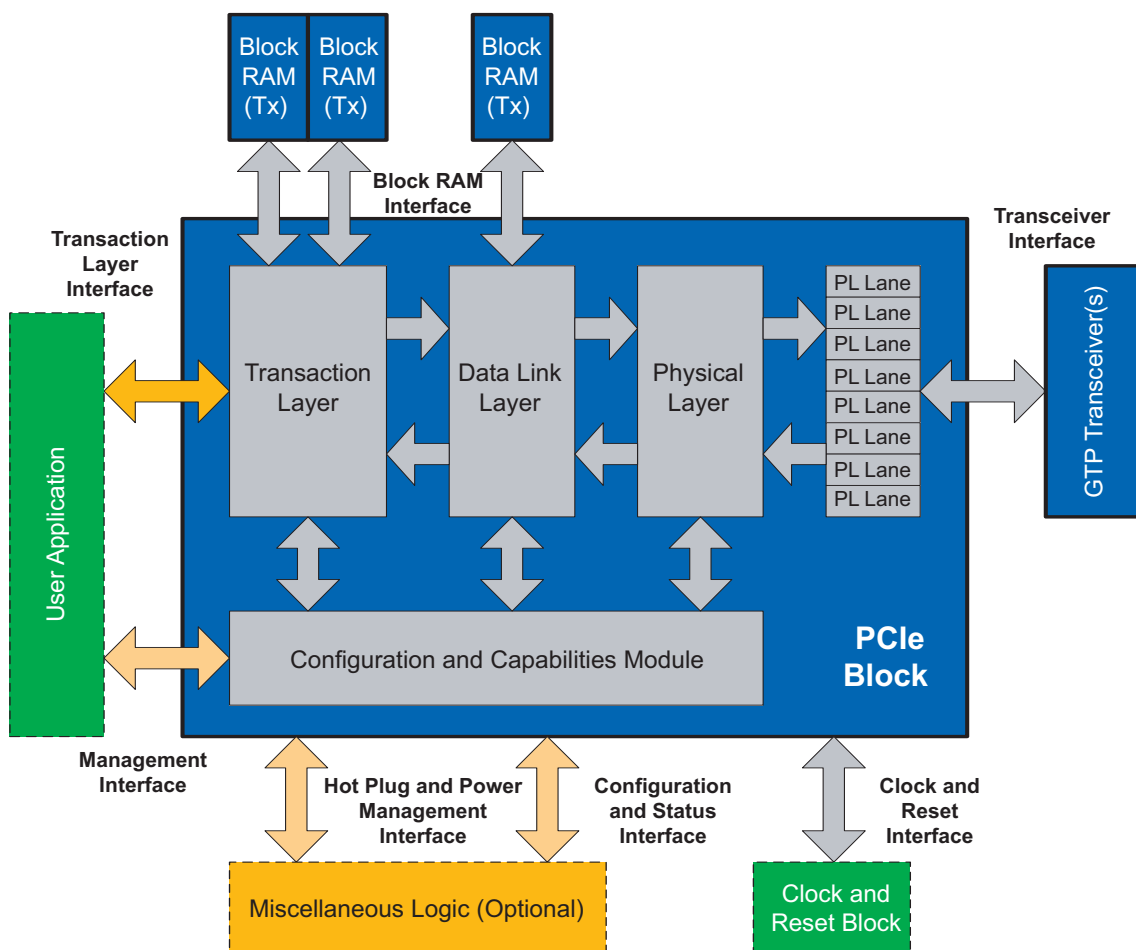 Block
RAM
(Tx)
Block
RAM
(Tx)
Block
RAM
(Tx)
Block RAM
Interface
Transaction
Layer
Interface
Transceiver
Interface
User Application
Transaction
Layer
Data Link
Layer
Physical
Layer
PL Lane
PL Lane
PL Lane
PL Lane
PL Lane
PL Lane
PL Lane
PL Lane
GTP Transceiver(s)
Configuration and Capabilities Module
PCIe
Block
Management
Interface
Hot Plug and Power
Management
Interface
Configuration
and Status
Interface
Clock and
Reset
Interface
Miscellaneous Logic (Optional)
Clock and
Reset Block